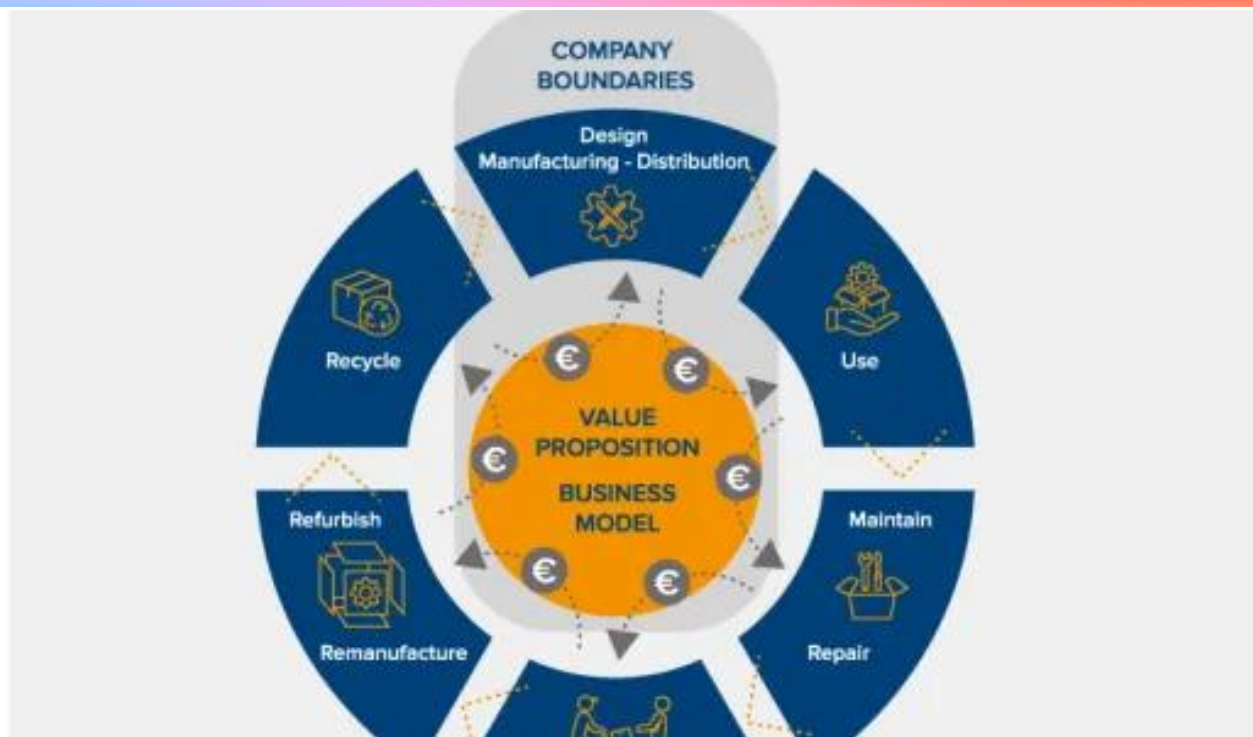 COMPANY
BOUNDARIES
Design
Manufacturing - Distribution
Recycle
Use
€ €
VALUE
PROPOSITION
€ €
BUSINESS
MODEL
Refurbish
Maintain
€ €
Remanufacture
Repair